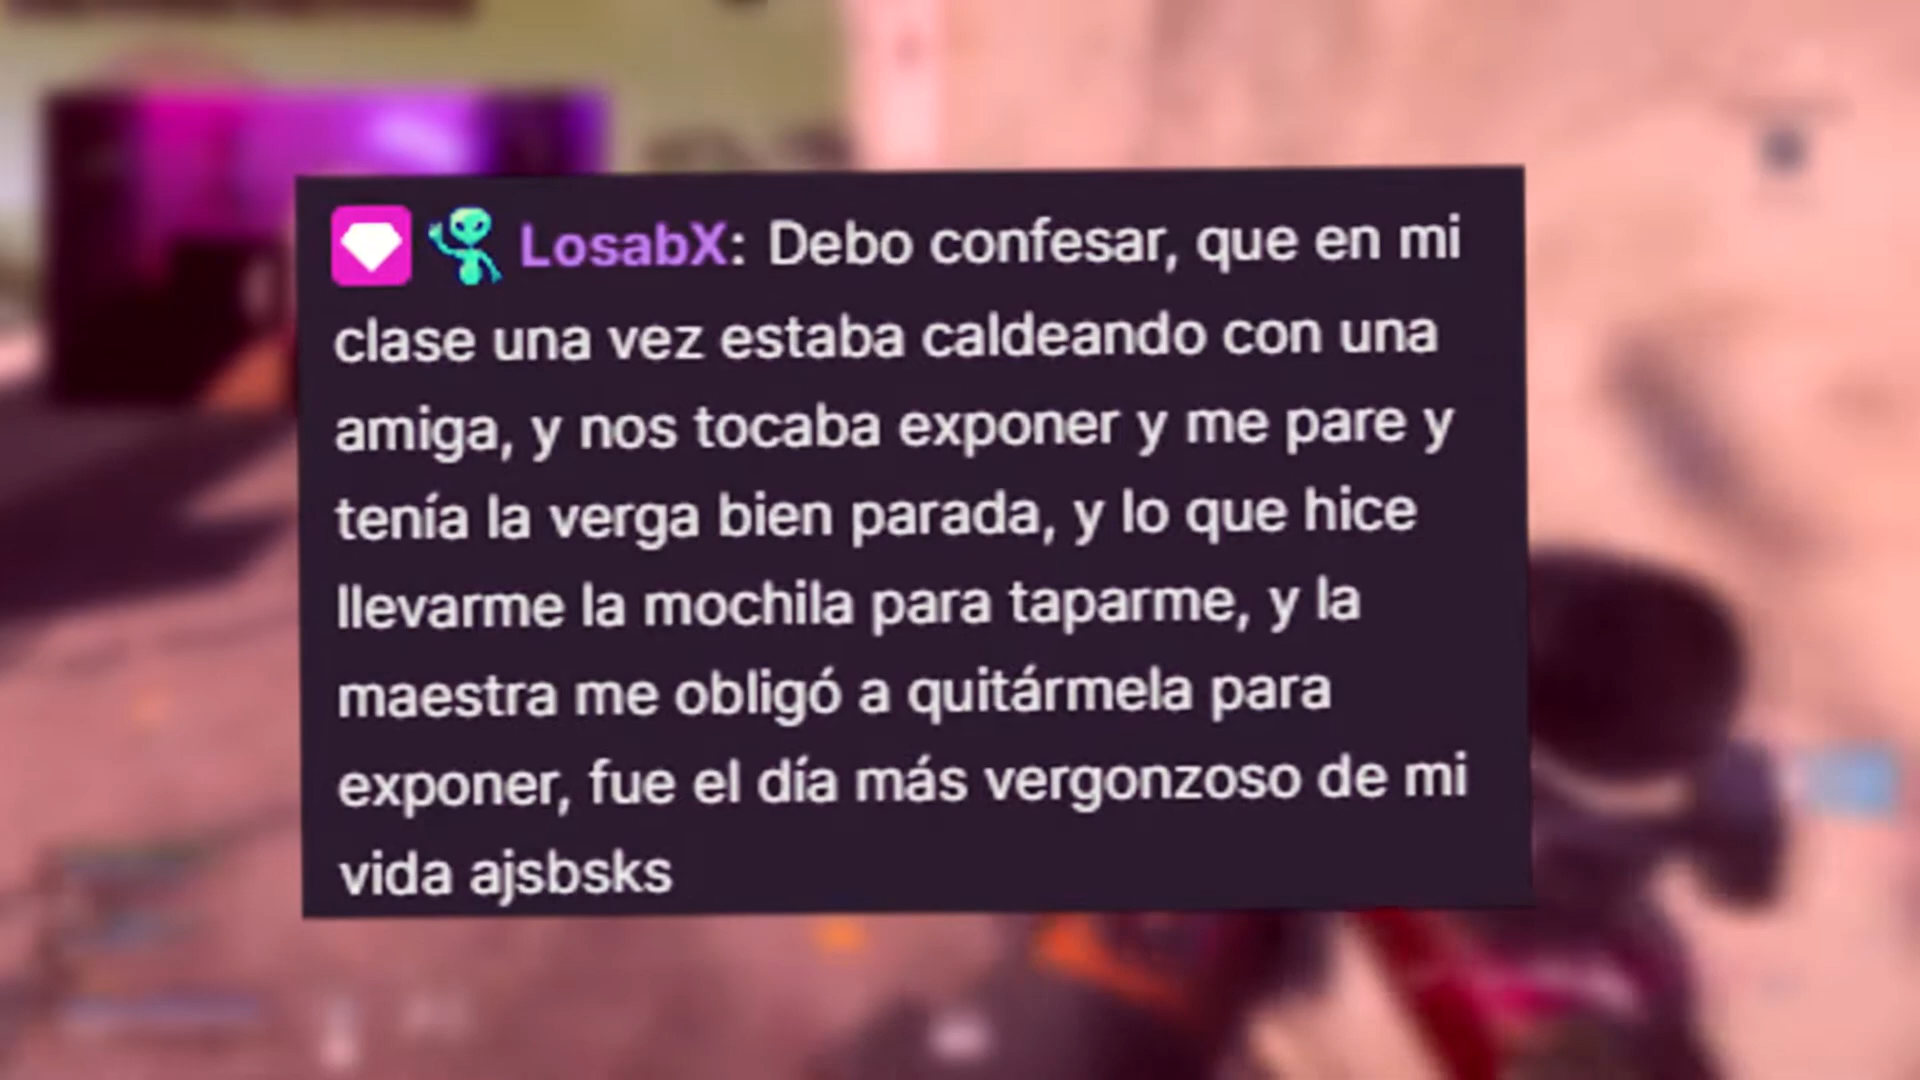 LosabX: Debo confesar, que en mi
clase una vez estaba caldeando con una
amiga, y nos tocaba exponer y me pare y
tenía la verga bien parada, y lo que hice
llevarme la mochila para taparme, y la
maestra me obligó a quitármela para
exponer, fue el día más vergonzoso de mi
vida ajsbsks